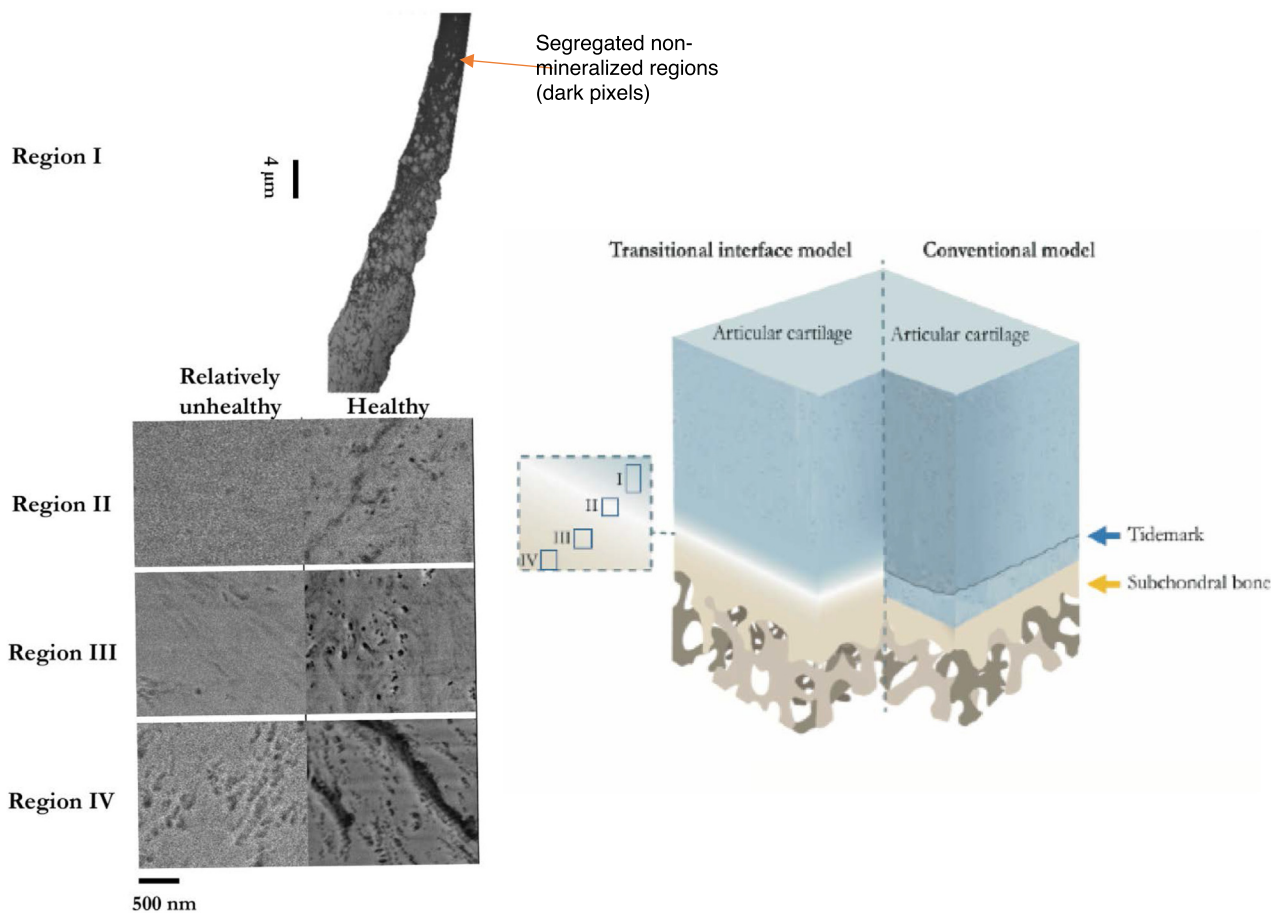 Segregated non-
mineralized regions
(dark pixels)
Region I
4 µm
Relatively
unhealthy
Healthy
Region II
Region III
Region IV
500 nm
Transitional interface model
Conventional model
Articular cartilage
Articular cartilage
I
II
III
IV
Tidemark
Subchondral bone